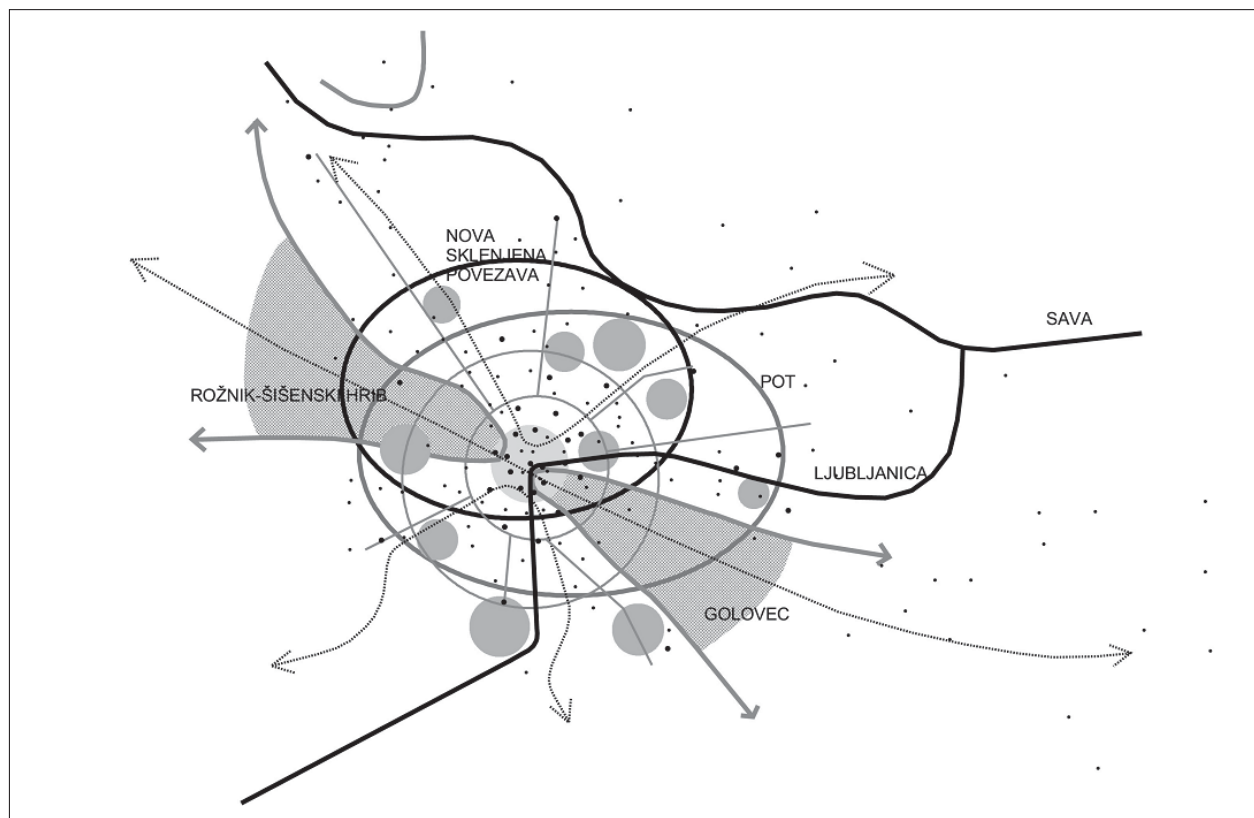 NOVA
SKLENJENA
POVEZAVA
SAVA
POT
ROŽNIK-ŠIŠENSKI HRIB
LJUBLJANICA
GOLOVEC